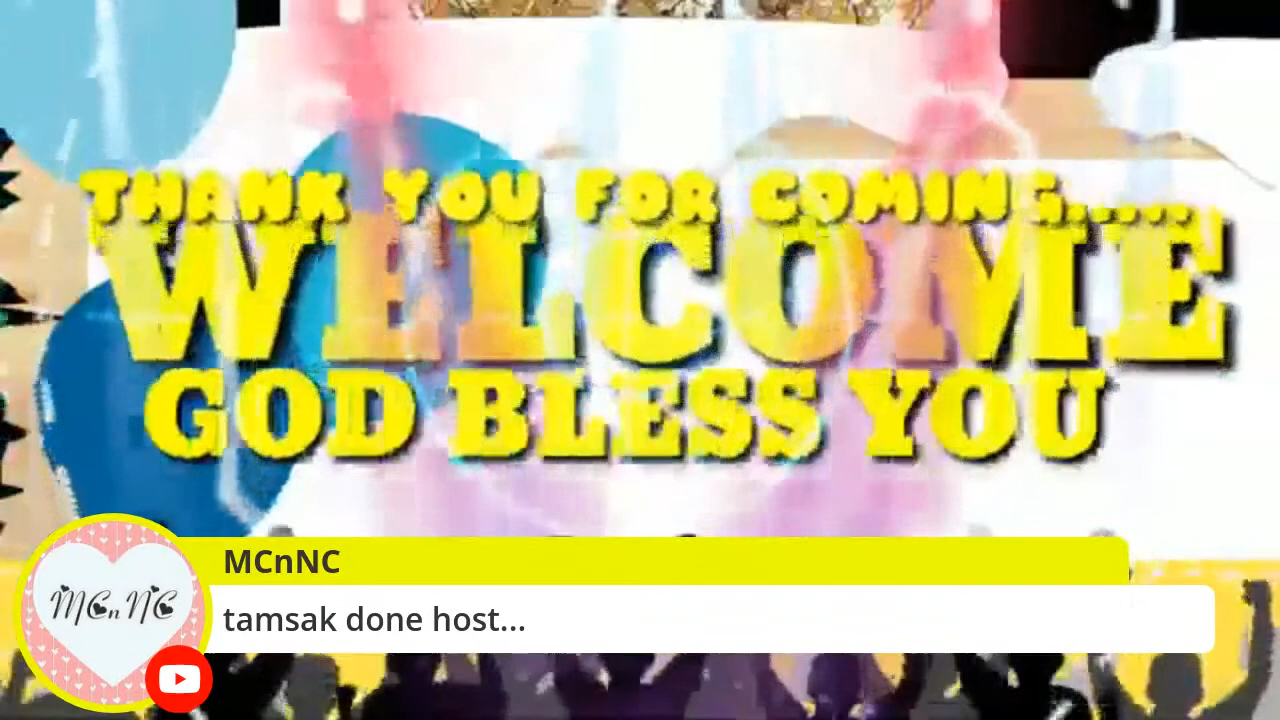 THANK YOU FOR COMING......
WELCOME
GOD BLESS YOU
MCnNC
MCnNC
tamsak done host...